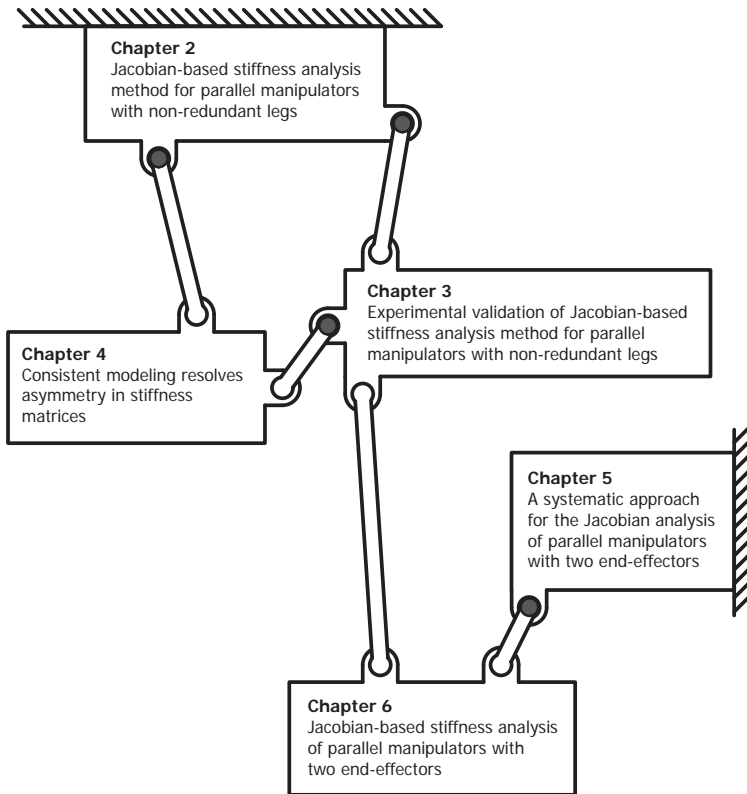 Chapter 2
Jacobian-based stiffness analysis
method for parallel manipulators
with non-redundant legs
Chapter 3
Experimental validation of Jacobian-based
stiffness analysis method for parallel
manipulators with non-redundant legs
Chapter 4
Consistent modeling resolves
asymmetry in stiffness
matrices
Chapter 5
A systematic approach
for the Jacobian analysis
of parallel manipulators
with two end-effectors
Chapter 6
Jacobian-based stiffness analysis
of parallel manipulators with
two end-effectors